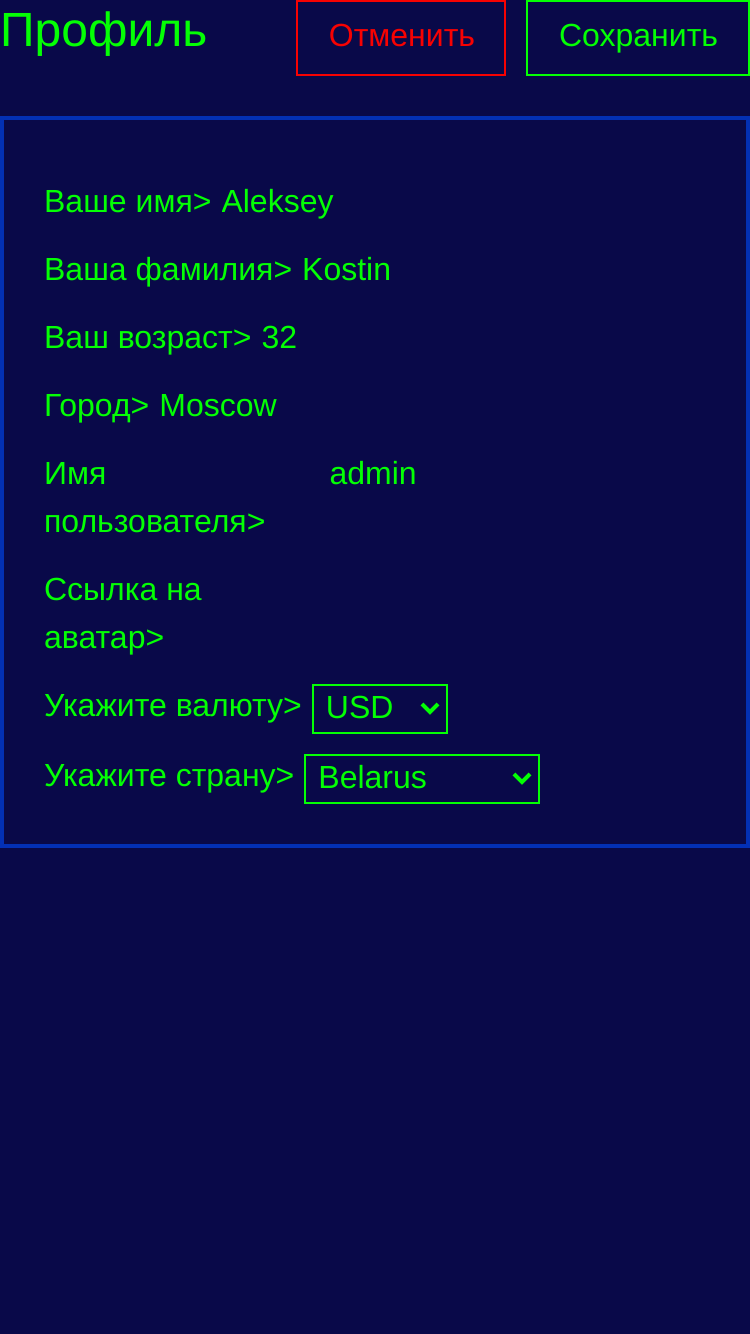 Профиль
Отменить
Сохранить
Ваше имя> Aleksey
Ваша фамилия> Kostin
Ваш возраст> 32
Город> Moscow
Имя
пользователя>
admin
Ссылка на
аватар>
Укажите валюту> USD
Укажите страну> Belarus